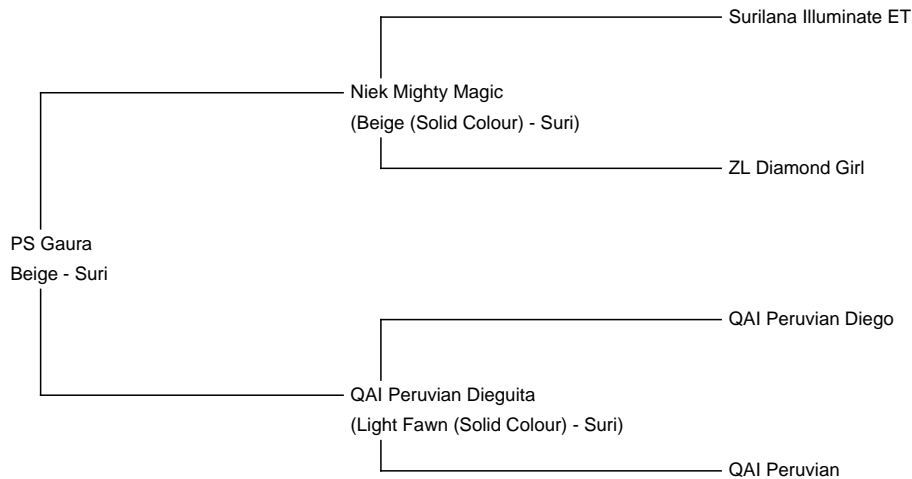 Surilana Illuminate ET
Niek Mighty Magic
(Beige (Solid Colour) - Suri)
ZL Diamond Girl
PS Gaura
Beige - Suri
QAI Peruvian Diego
QAI Peruvian Dieguita
(Light Fawn (Solid Colour) - Suri)
QAI Peruvian